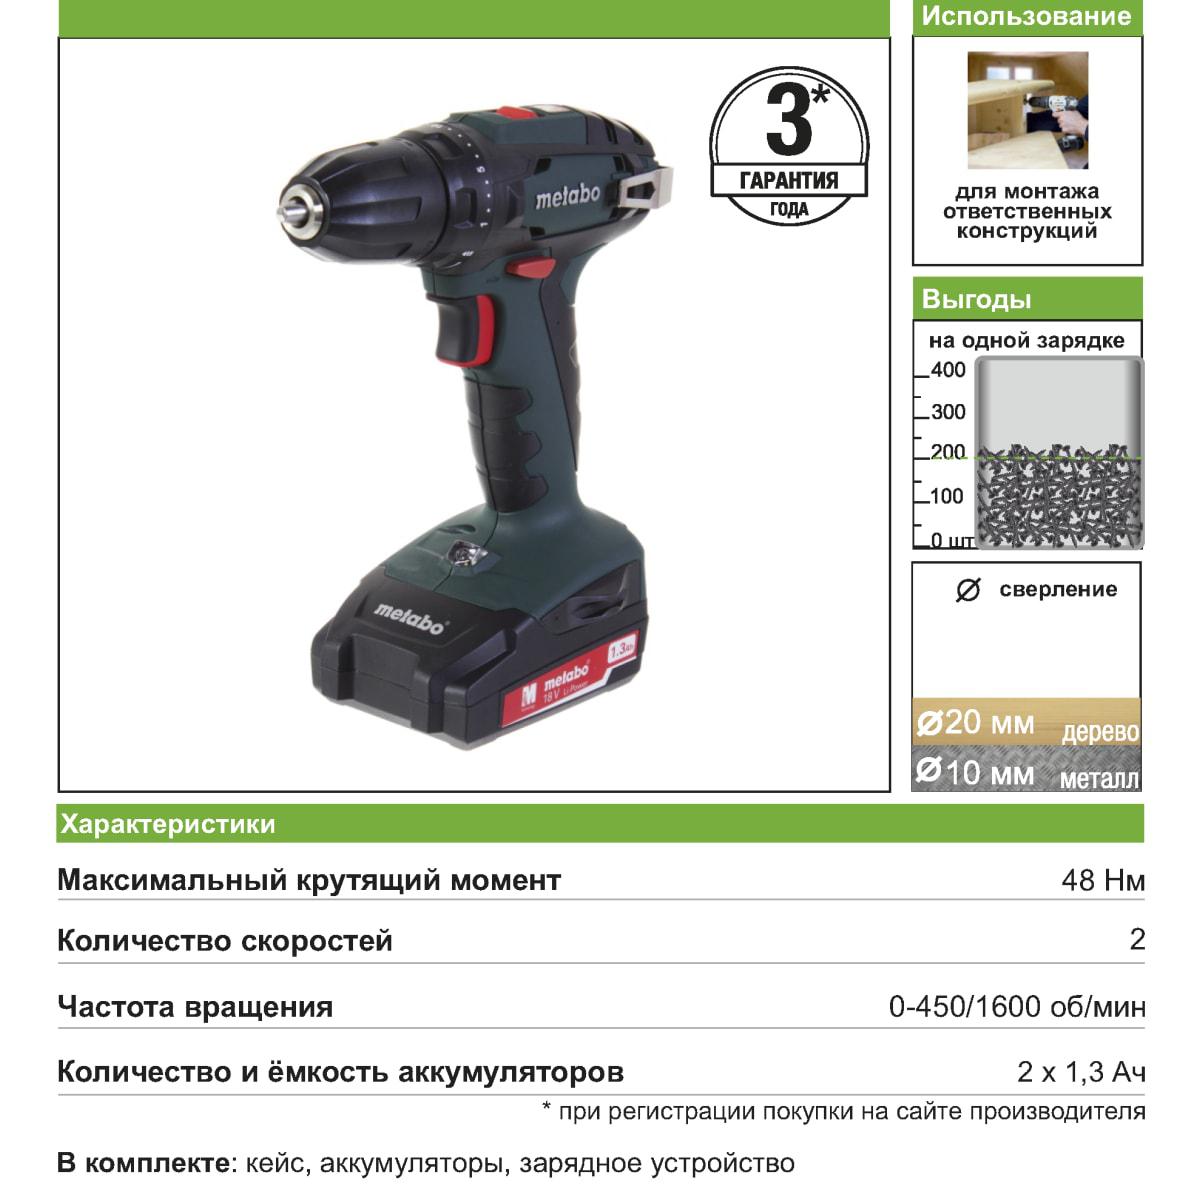 Использование
3*
ГАРАНТИЯ
ГОДА
для монтажа
ответственных
конструкций
metabo
5
1
Выгоды
на одной зарядке
400
300
200
100
0 шт
metabo
metabo
18V Li-Power
1.3Ah
⌀ сверление
⌀20 мм дерево
⌀10 мм металл
Характеристики
Максимальный крутящий момент 48 Нм
Количество скоростей 2
Частота вращения 0-450/1600 об/мин
Количество и ёмкость аккумуляторов 2 x 1,3 Ач
* при регистрации покупки на сайте производителя
В комплекте: кейс, аккумуляторы, зарядное устройство